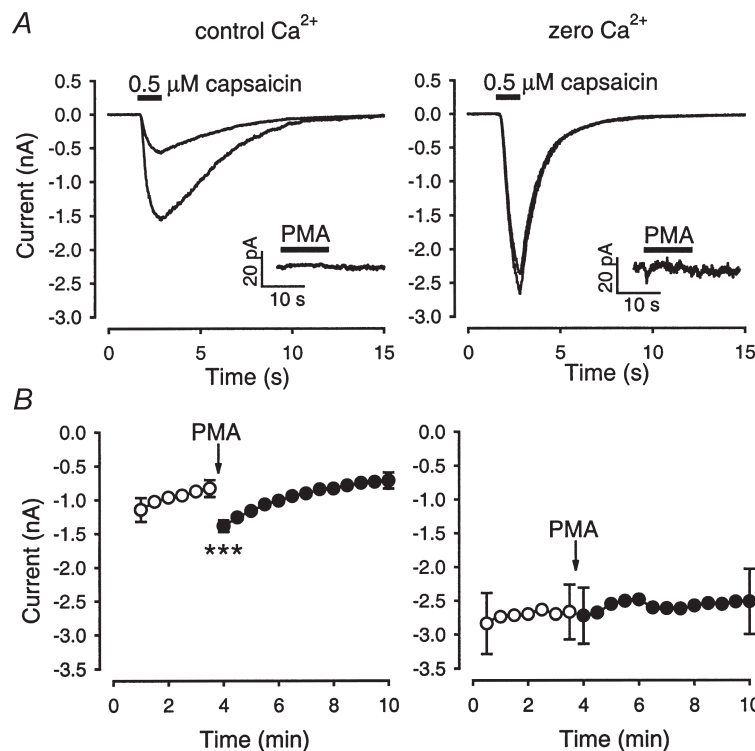 A
control Ca²⁺
zero Ca²⁺
0.5
0.0
-0.5
-1.0
-1.5
-2.0
-2.5
-3.0
Current (nA)
0.5 μM capsaicin
PMA
20 pA
10 s
0
5
10
15
Time (s)
0.5
0.0
-0.5
-1.0
-1.5
-2.0
-2.5
-3.0
0.5 μM capsaicin
PMA
20 pA
10 s
0
5
10
15
Time (s)
B
0.0
-0.5
-1.0
-1.5
-2.0
-2.5
-3.0
-3.5
Current (nA)
PMA
***
0
2
4
6
8
10
Time (min)
0.0
-0.5
-1.0
-1.5
-2.0
-2.5
-3.0
-3.5
PMA
0
2
4
6
8
10
Time (min)